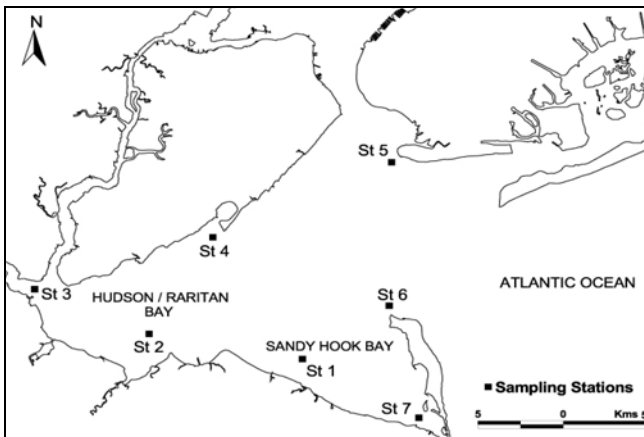 N
St 5
St 4
St 3
HUDSON / RARITAN
BAY
St 6
ATLANTIC OCEAN
St 2
SANDY HOOK BAY
St 1
St 7
Sampling Stations
5 0 Kms 5